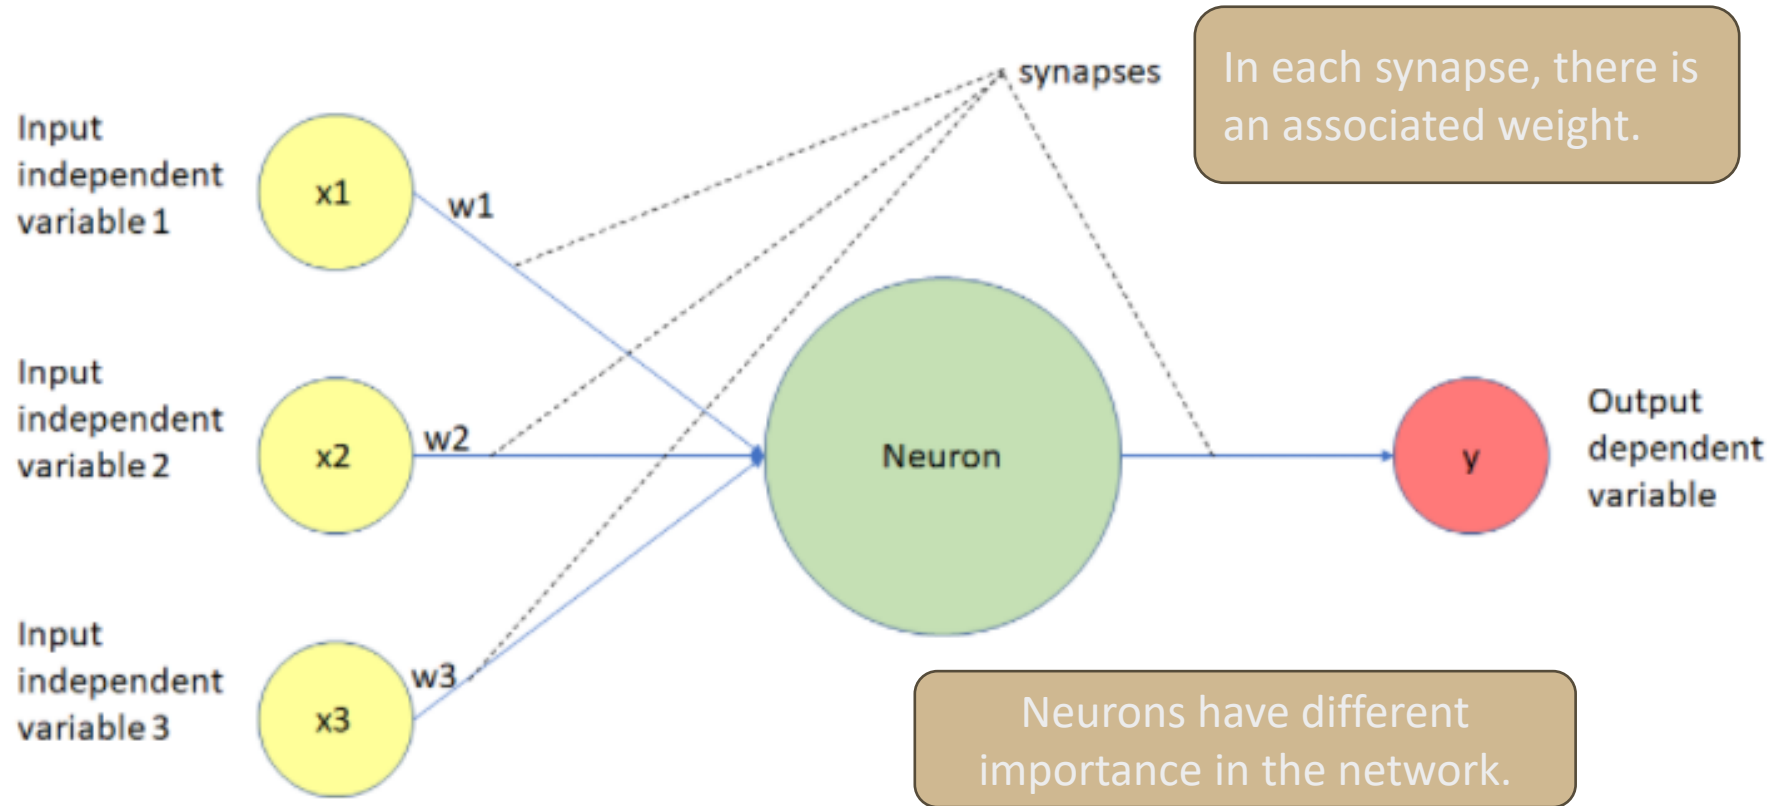 synapses
In each synapse, there is
an associated weight.
Input
independent
variable 1
x1
w1
Input
independent
variable 2
x2
w2
Neuron
y
Output
dependent
variable
Input
independent
variable 3
x3
w3
Neurons have different
importance in the network.